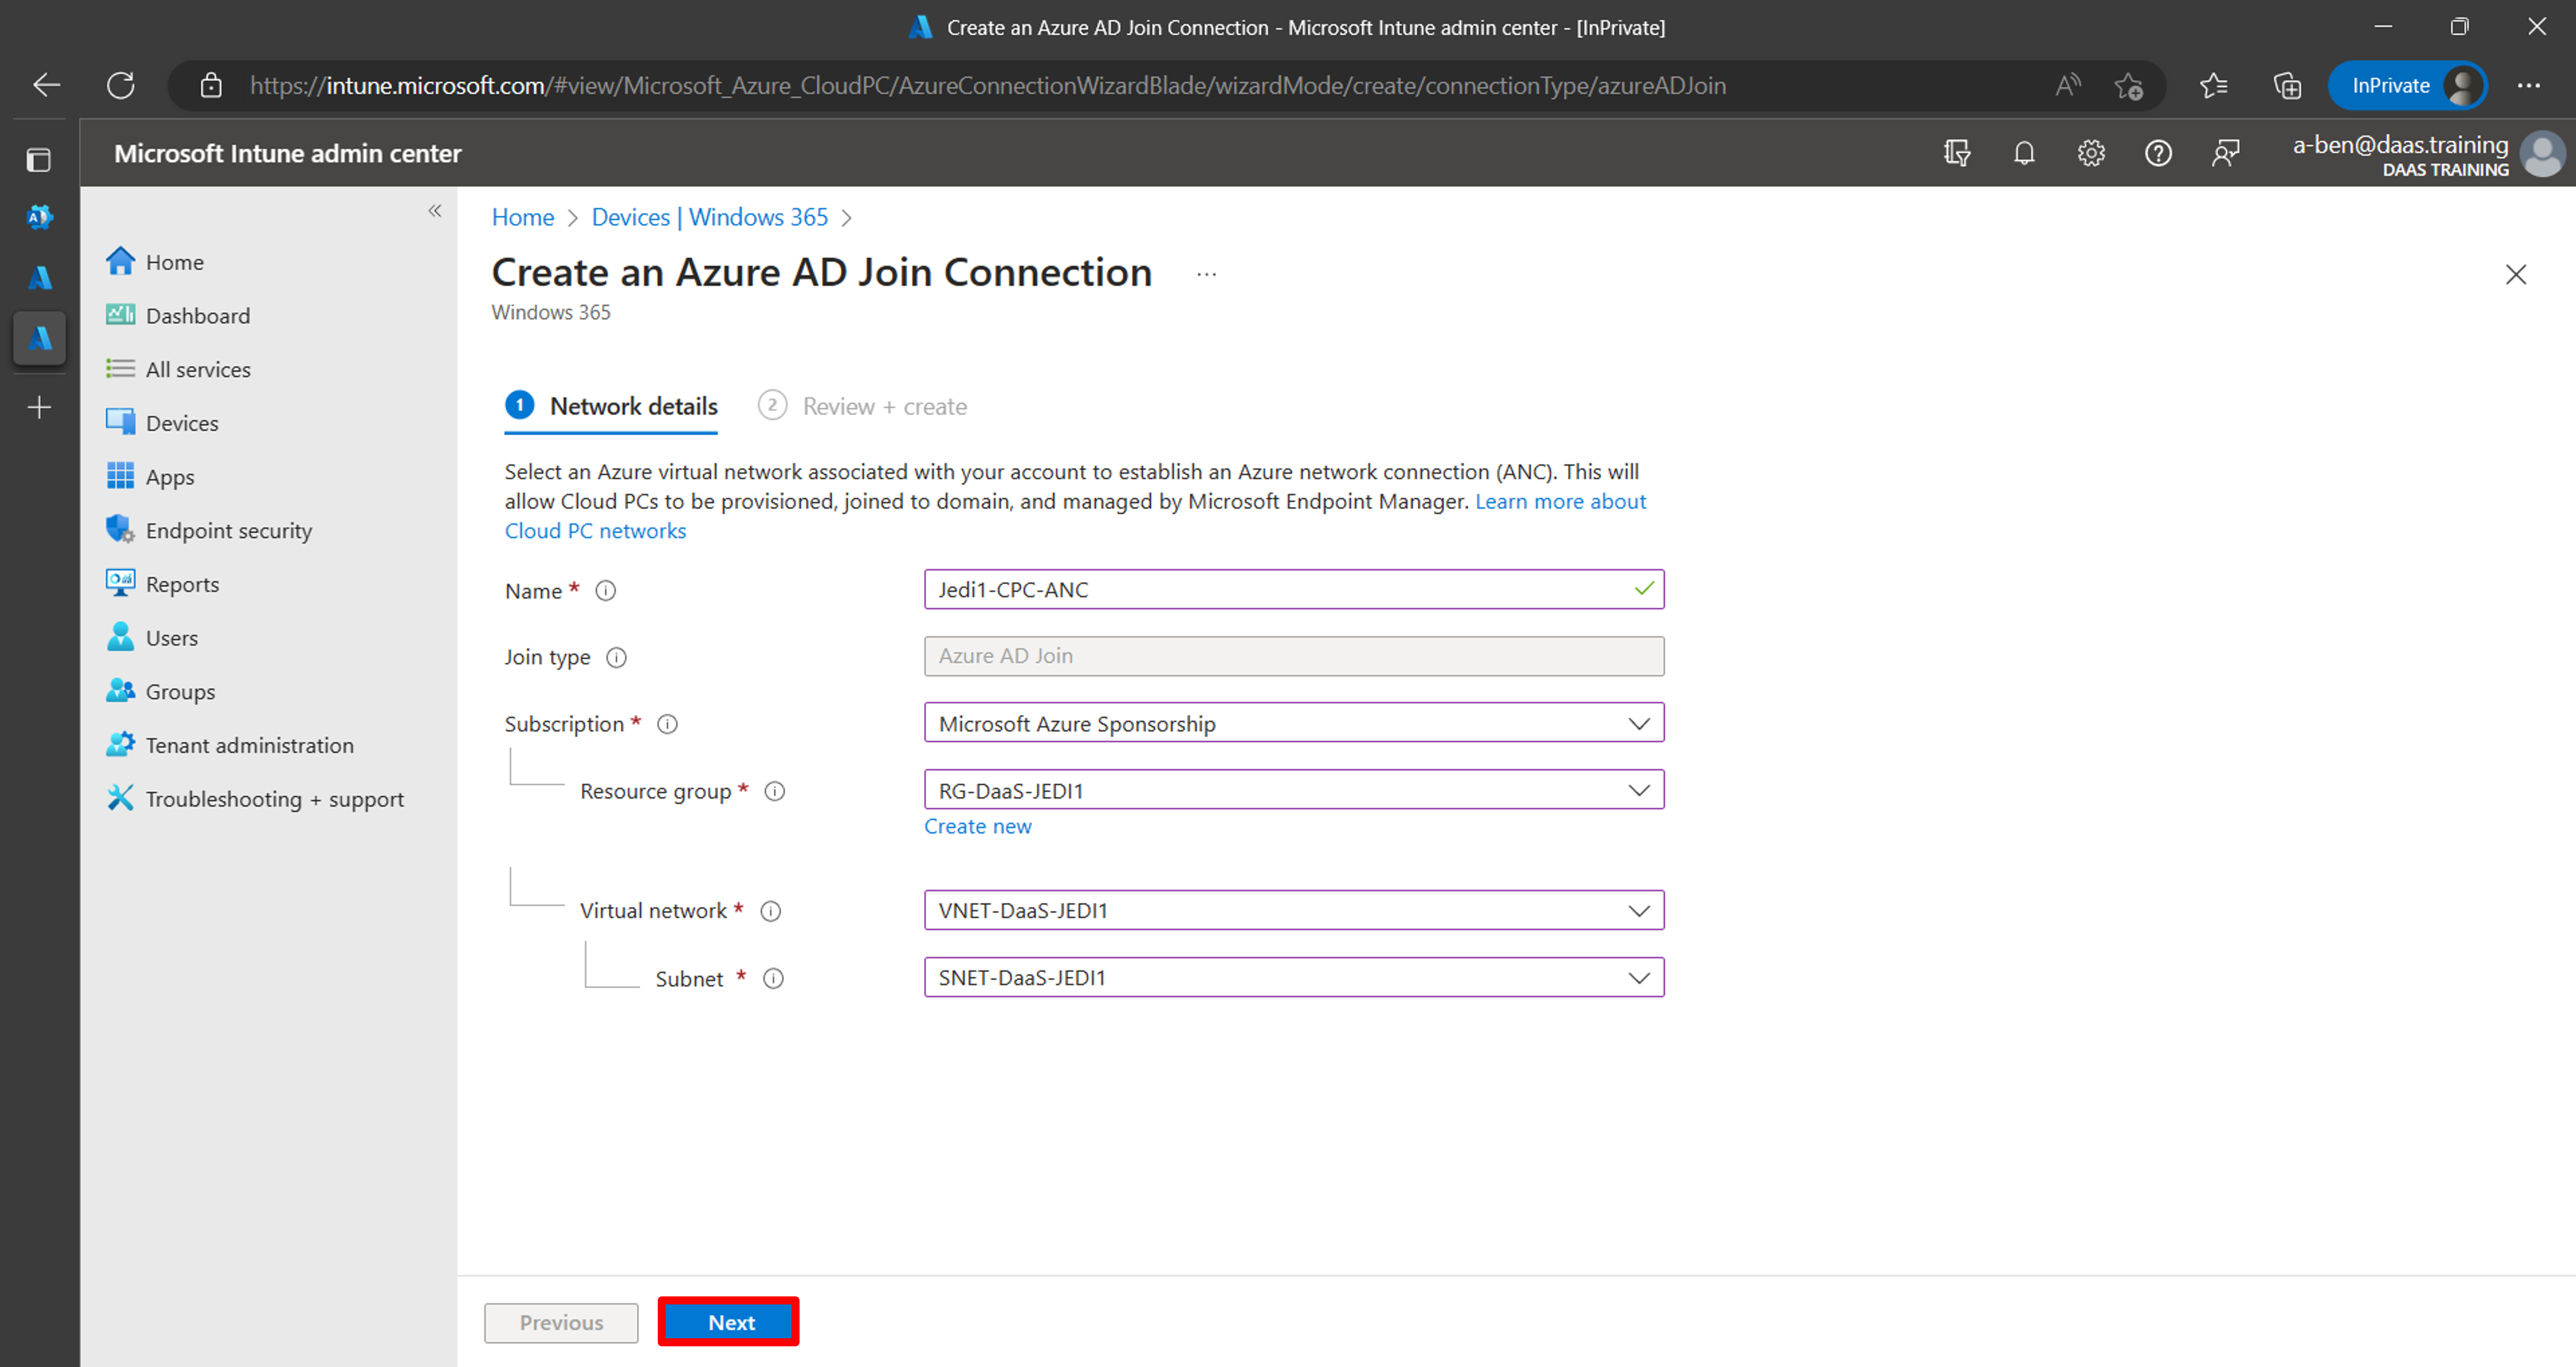 Create an Azure AD Join Connection - Microsoft Intune admin center - [InPrivate]
https://intune.microsoft.com/#view/Microsoft_Azure_CloudPC/AzureConnectionWizardBlade/wizardMode/create/connectionType/azureADJoin
InPrivate
Microsoft Intune admin center
a-ben@daas.training
DAAS TRAINING
Home
Dashboard
All services
Devices
Apps
Endpoint security
Reports
Users
Groups
Tenant administration
Troubleshooting + support
Home > Devices | Windows 365 >
Create an Azure AD Join Connection ...
Windows 365
1 Network details 2 Review + create
Select an Azure virtual network associated with your account to establish an Azure network connection (ANC). This will
allow Cloud PCs to be provisioned, joined to domain, and managed by Microsoft Endpoint Manager. Learn more about
Cloud PC networks
Name * Jedi1-CPC-ANC
Join type Azure AD Join
Subscription * Microsoft Azure Sponsorship
Resource group * RG-DaaS-JEDI1
Create new
Virtual network * VNET-DaaS-JEDI1
Subnet * SNET-DaaS-JEDI1
Previous Next